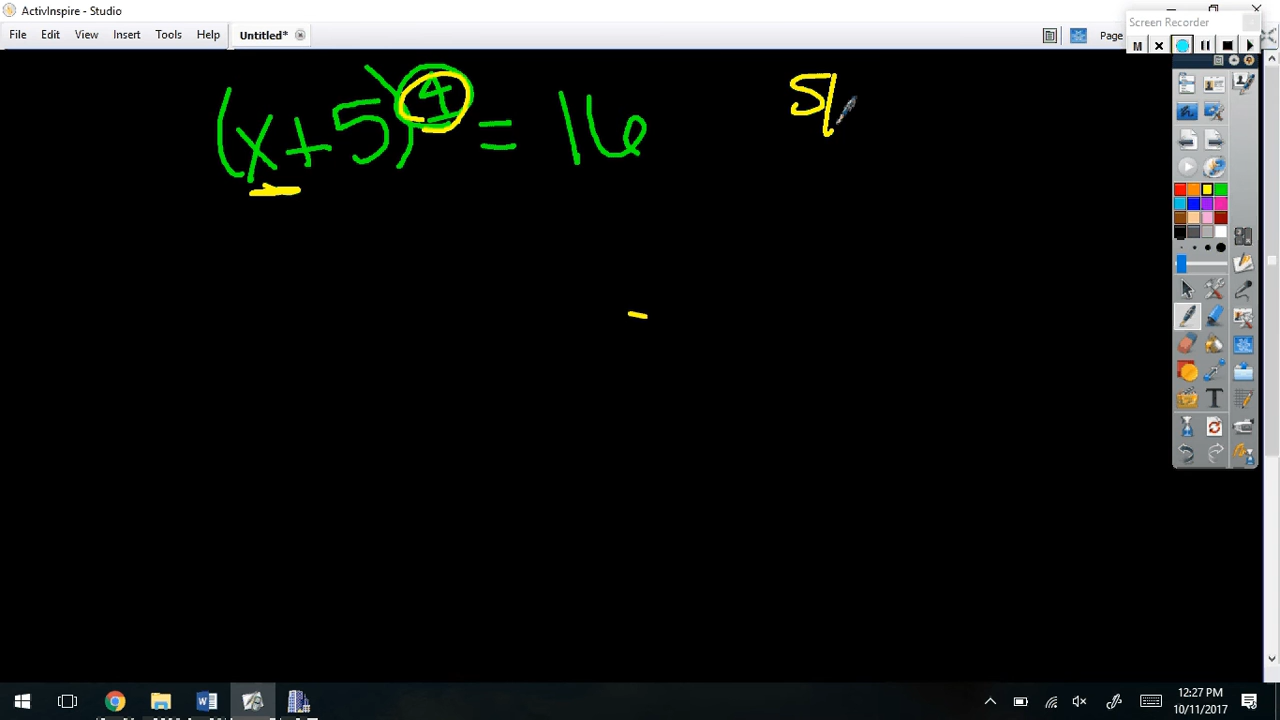 ActivInspire - Studio
File Edit View Insert Tools Help Untitled* Page
Screen Recorder
M
(x+5)^4 = 16
12:27 PM
10/11/2017